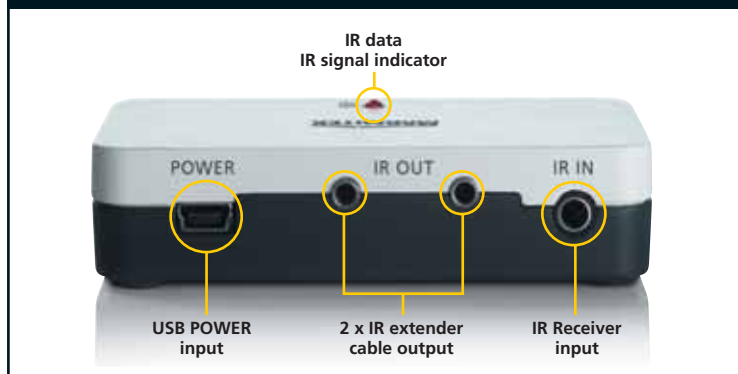 IR data
IR signal indicator
POWER
IR OUT
IR IN
USB POWER
input
2 x IR extender
cable output
IR Receiver
input